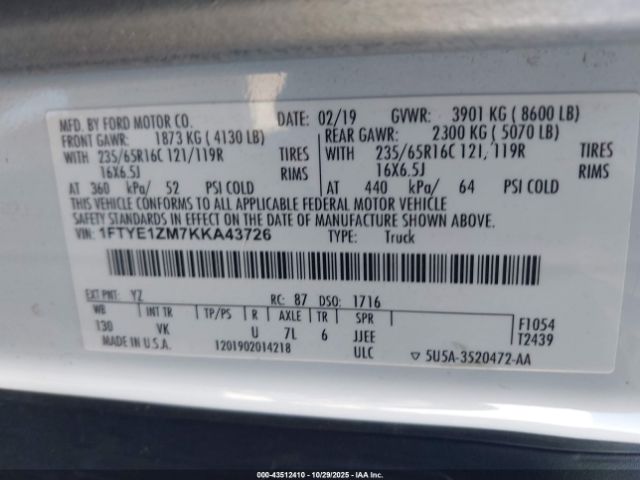 MFD. BY FORD MOTOR CO. DATE: 02/19 GVWR: 3901 KG ( 8600 LB)
FRONT GAWR: 1873 KG ( 4130 LB) REAR GAWR: 2300 KG ( 5070 LB)
WITH 235/65R16C 121/119R TIRES WITH 235/65R16C 121/119R TIRES
16X6.5J RIMS 16X6.5J RIMS
AT 360 kPa/ 52 PSI COLD AT 440 kPa/ 64 PSI COLD
THIS VEHICLE CONFORMS TO ALL APPLICABLE FEDERAL MOTOR VEHICLE
SAFETY STANDARDS IN EFFECT ON THE DATE OF MANUFACTURE SHOWN ABOVE.
VIN: 1FTYE1ZM7KKA43726 TYPE: Truck
EXT PNT: YZ RC: 87 DSO: 1716
WB INT TR TP/PS R AXLE TR SPR F1054
130 VK U 7L 6 JJEE T2439
MADE IN U.S.A. 1201902014218 ULC 5U5A-3520472-AA
000-43512410 | 10/29/2025 | IAA, Inc.